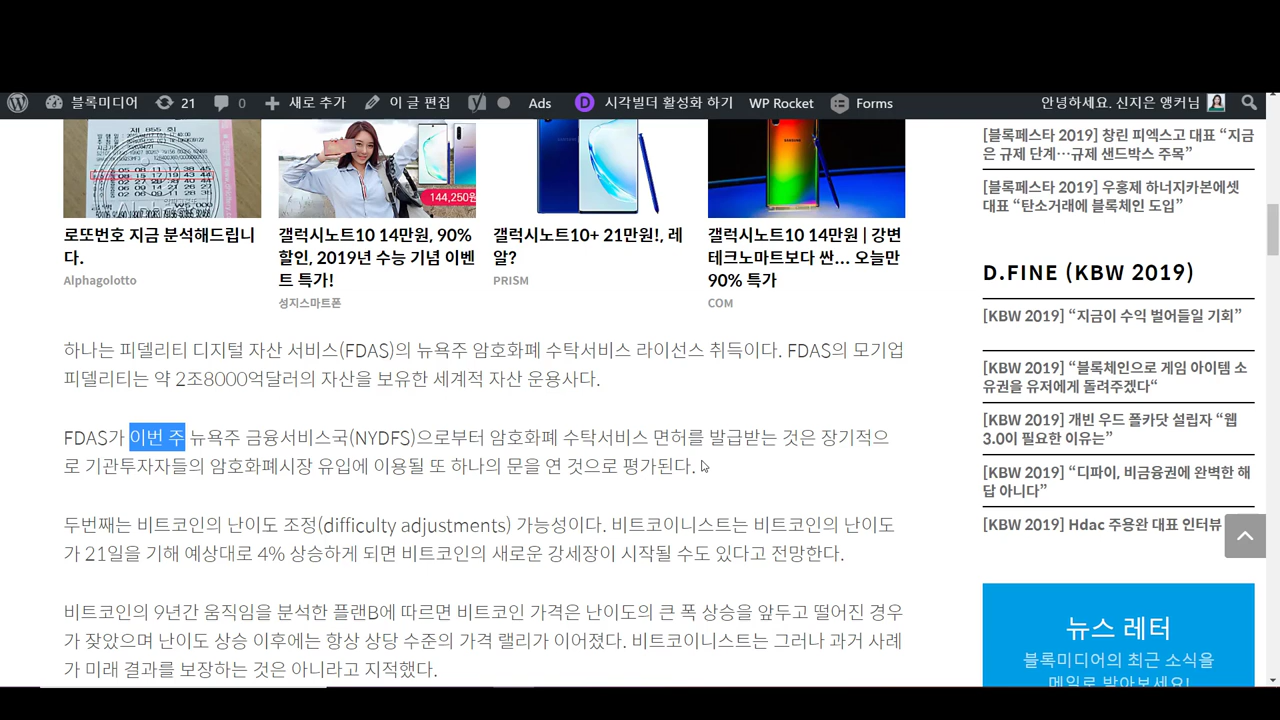 블록미디어 21 0 새로 추가 이 글 편집 Ads D 시각빌더 활성화 하기 WP Rocket Forms 안녕하세요. 신지은 앵커님
제 855 회
144,250원
로또번호 지금 분석해드립니
다.
Alphagolotto
갤럭시노트10 14만원, 90%
할인, 2019년 수능 기념 이벤
트 특가!
성지스마트폰
갤럭시노트10+ 21만원!, 레
알?
PRISM
갤럭시노트10 14만원 | 강변
테크노마트보다 싼... 오늘만
90% 특가
COM
하나는 피델리티 디지털 자산 서비스(FDAS)의 뉴욕주 암호화폐 수탁서비스 라이선스 취득이다. FDAS의 모기업
피델리티는 약 2조8000억달러의 자산을 보유한 세계적 자산 운용사다.
FDAS가 이번 주 뉴욕주 금융서비스국(NYDFS)으로부터 암호화폐 수탁서비스 면허를 발급받는 것은 장기적으
로 기관투자자들의 암호화폐시장 유입에 이용될 또 하나의 문을 연 것으로 평가된다.
두번째는 비트코인의 난이도 조정(difficulty adjustments) 가능성이다. 비트코이니스트는 비트코인의 난이도
가 21일을 기해 예상대로 4% 상승하게 되면 비트코인의 새로운 강세장이 시작될 수도 있다고 전망한다.
비트코인의 9년간 움직임을 분석한 플랜B에 따르면 비트코인 가격은 난이도의 큰 폭 상승을 앞두고 떨어진 경우
가 잦았으며 난이도 상승 이후에는 항상 상당 수준의 가격 랠리가 이어졌다. 비트코이니스트는 그러나 과거 사례
가 미래 결과를 보장하는 것은 아니라고 지적했다.
[블록페스타 2019] 창린 피엑스고 대표 “지금
은 규제 단계…규제 샌드박스 주목”
[블록페스타 2019] 우홍제 하너지카본에셋
대표 “탄소거래에 블록체인 도입”
D.FINE (KBW 2019)
[KBW 2019] “지금이 수익 벌어들일 기회”
[KBW 2019] “블록체인으로 게임 아이템 소
유권을 유저에게 돌려주겠다“
[KBW 2019] 개빈 우드 폴카닷 설립자 “웹
3.0이 필요한 이유는”
[KBW 2019] “디파이, 비금융권에 완벽한 해
답 아니다”
[KBW 2019] Hdac 주용완 대표 인터뷰
뉴스 레터
블록미디어의 최근 소식을
메일로 받아보세요!